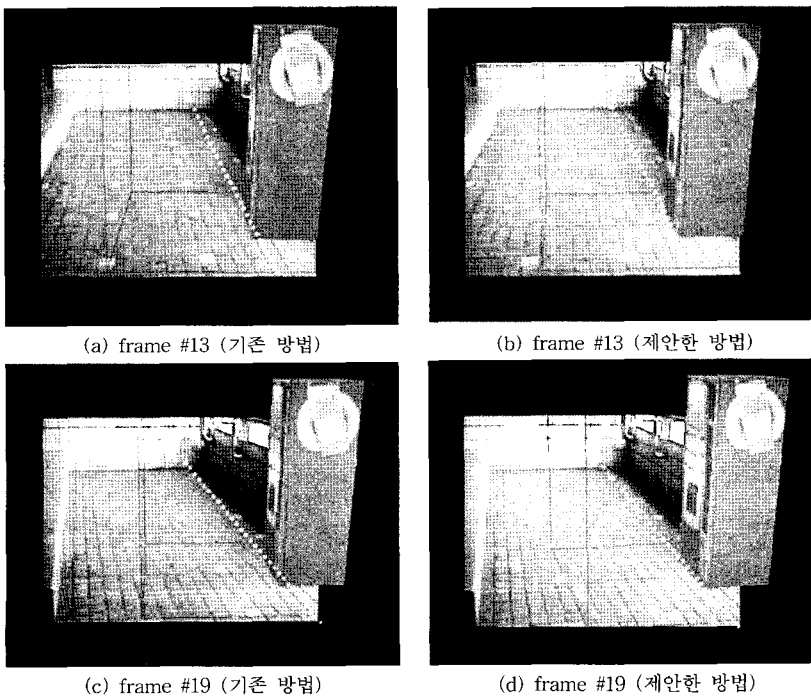 (a) frame #13 (기존 방법)
(b) frame #13 (제안한 방법)
(c) frame #19 (기존 방법)
(d) frame #19 (제안한 방법)